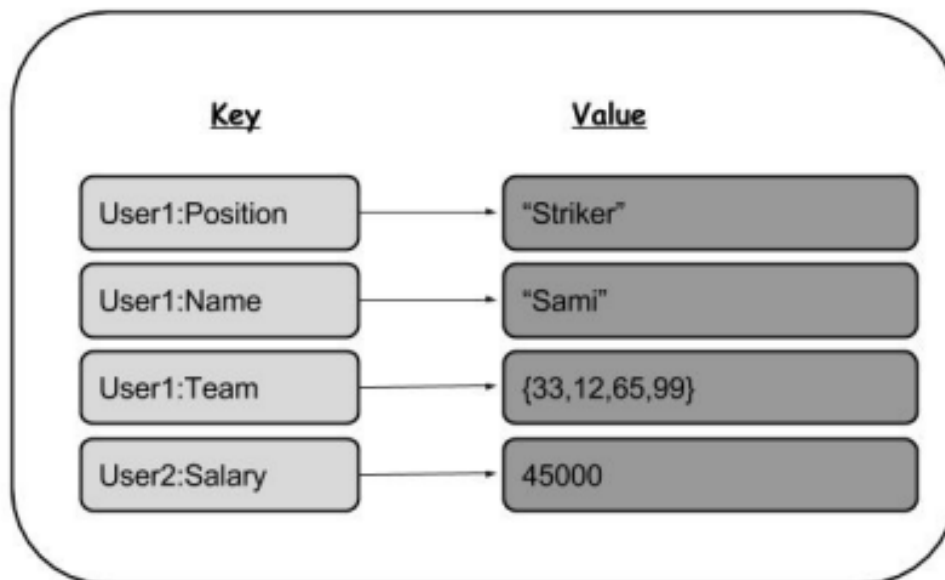 Key Value
User1:Position “Striker”
User1:Name “Sami”
User1:Team {33,12,65,99}
User2:Salary 45000